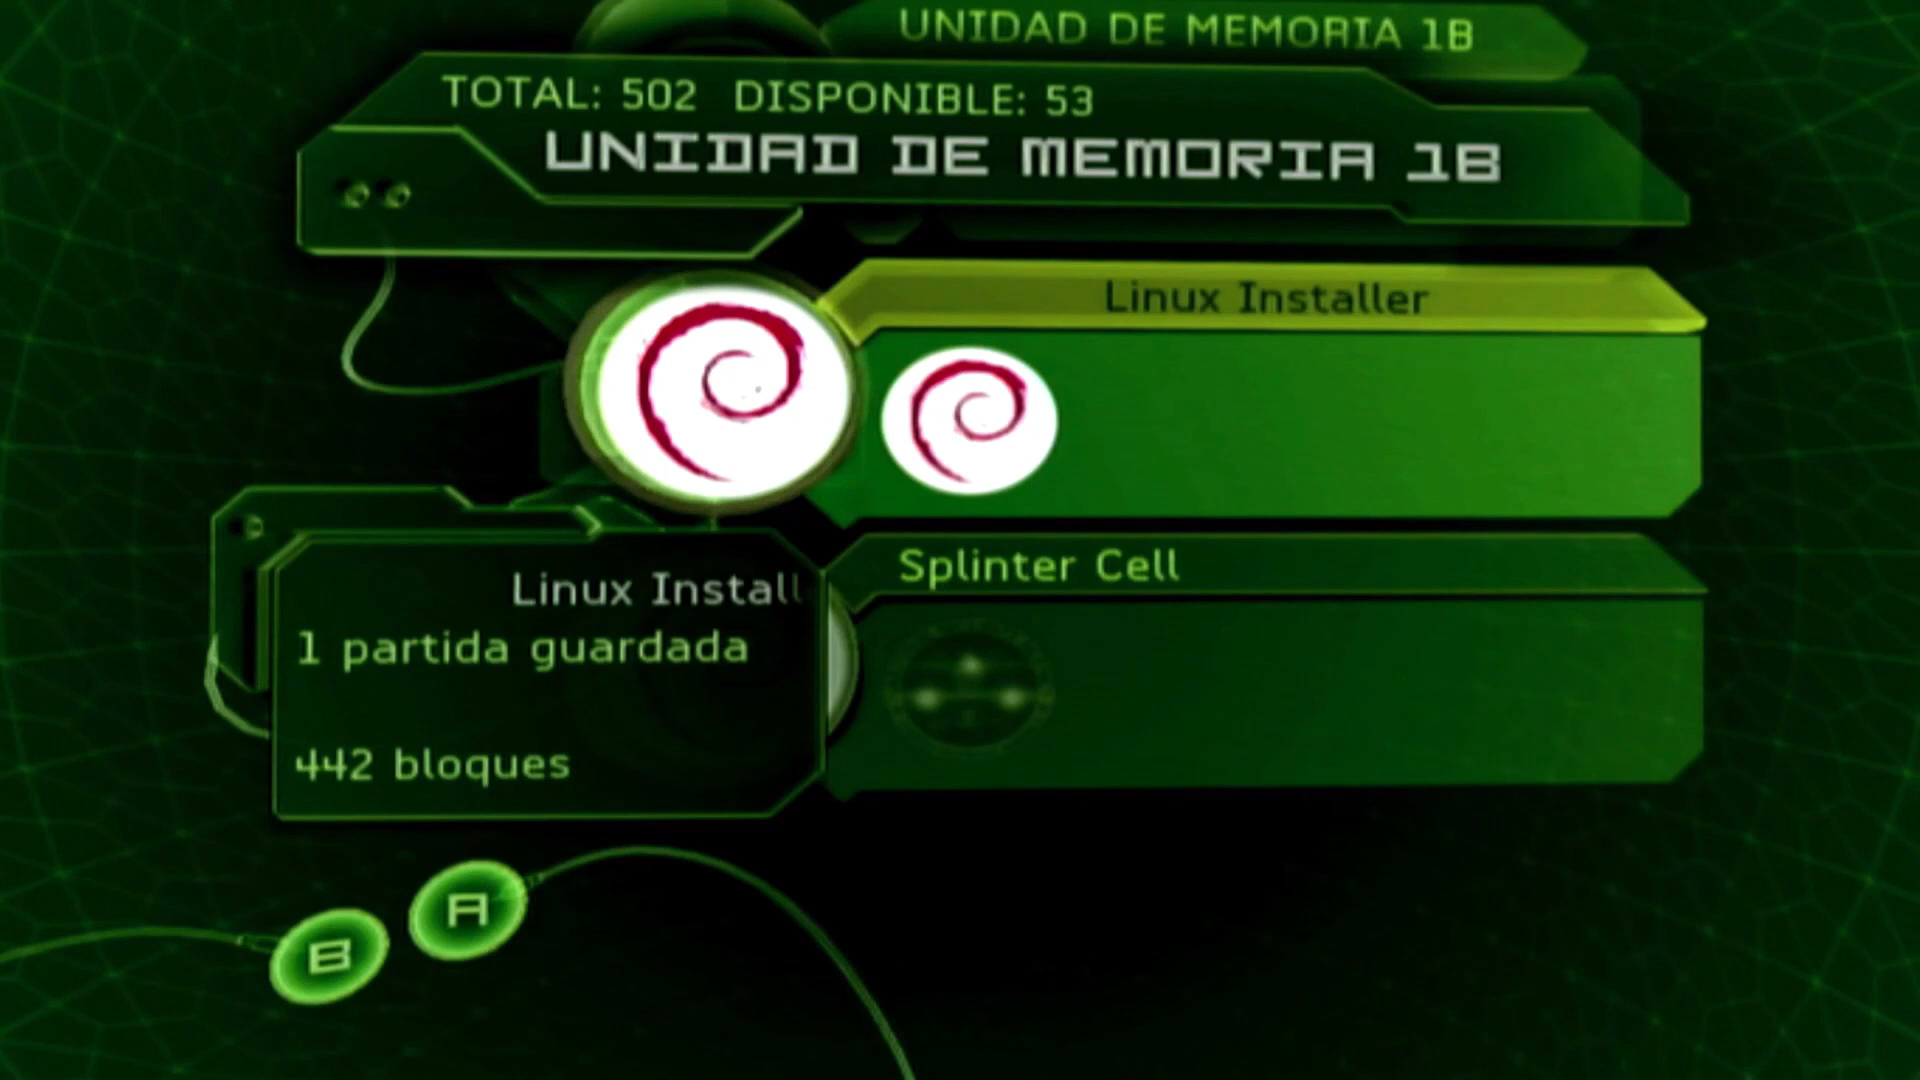 UNIDAD DE MEMORIA 1B
TOTAL: 502 DISPONIBLE: 53
UNIDAD DE MEMORIA 1B
Linux Installer
Splinter Cell
Linux Install
1 partida guardada
442 bloques
A
B